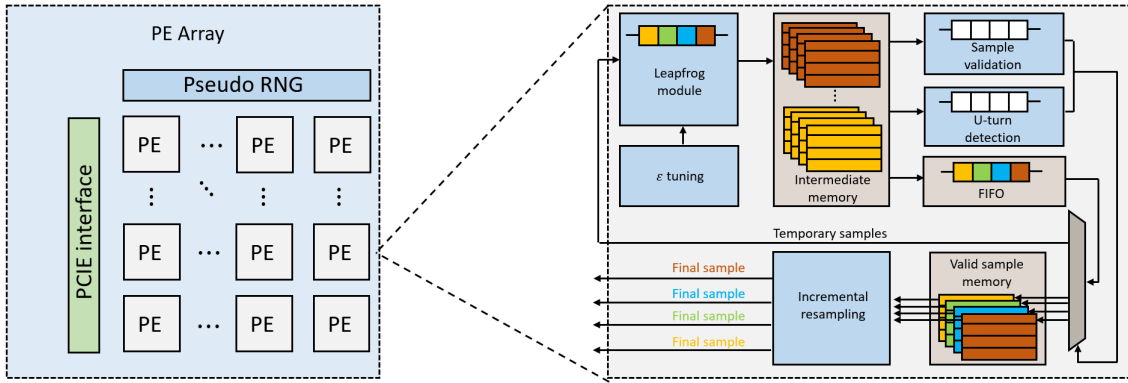 PE Array
Pseudo RNG
PCIE interface
PE ... PE PE
⋮ ⋱ ⋮ ⋮
PE ... PE PE
PE ... PE PE
Leapfrog
module
ε tuning
⋮
Intermediate
memory
Sample
validation
U-turn
detection
FIFO
Temporary samples
Final sample
Final sample
Final sample
Final sample
Incremental
resampling
Valid sample
memory